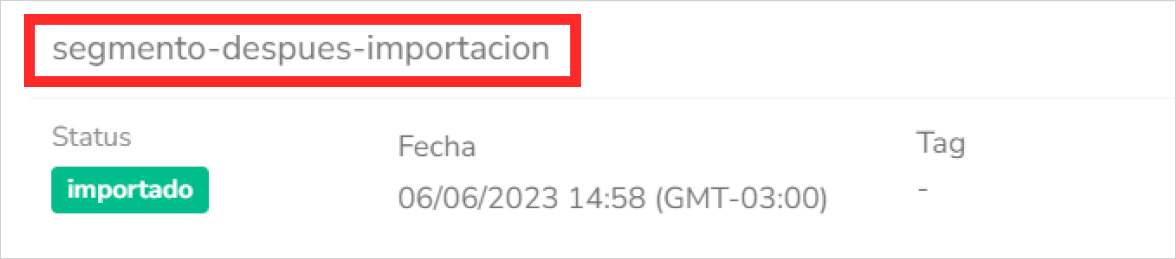 segmento-despues-importacion
Status
importado
Fecha
06/06/2023 14:58 (GMT-03:00)
Tag
-